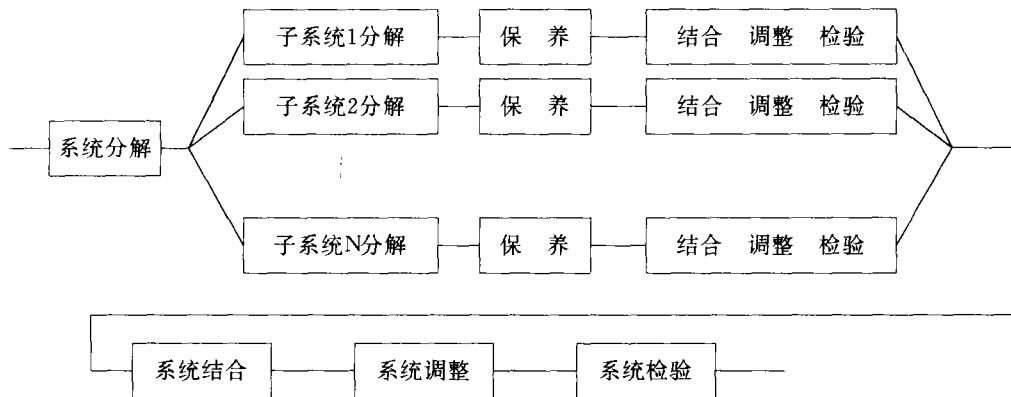 子系统1分解 保 养 结合 调整 检验
子系统2分解 保 养 结合 调整 检验
系统分解
子系统N分解 保 养 结合 调整 检验
系统结合 系统调整 系统检验